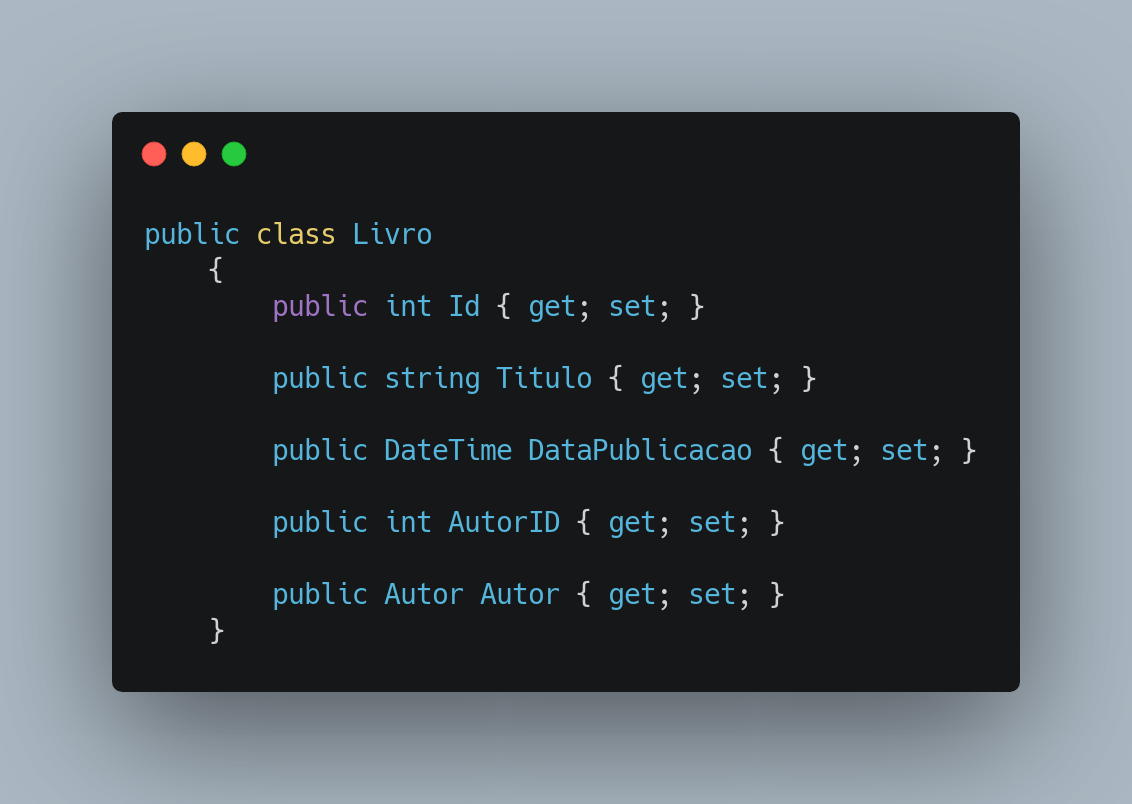 public class Livro
    {
        public int Id { get; set; }
        public string Titulo { get; set; }
        public DateTime DataPublicacao { get; set; }
        public int AutorID { get; set; }
        public Autor Autor { get; set; }
    }